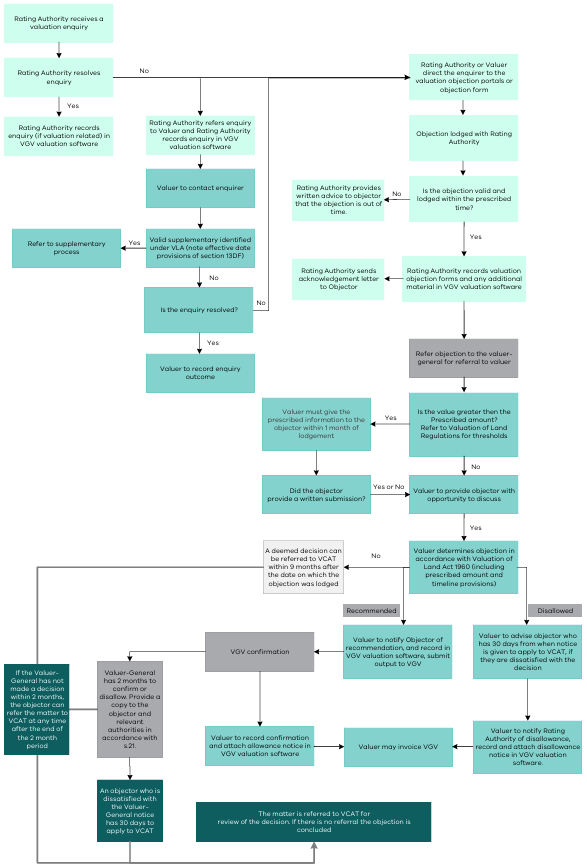 Rating Authority receives a
valuation enquiry
Rating Authority resolves
enquiry
No
Yes
Rating Authority records
enquiry (if valuation related) in
VGV valuation software
Rating Authority refers enquiry
to Valuer and Rating Authority
records enquiry in VGV
valuation software
Valuer to contact enquirer
Valid supplementary identified
under VLA (note effective date
provisions of section 13DF)
Yes
Refer to supplementary
process
No
Is the enquiry resolved?
No
Yes
Valuer to record enquiry
outcome
Rating Authority or Valuer
direct the enquirer to the
valuation objection portals or
objection form
Objection lodged with Rating
Authority
Is the objection valid and
lodged within the prescribed
time?
No
Rating Authority provides
written advice to objector
that the objection is out of
time.
Yes
Rating Authority records valuation
objection forms and any additional
material in VGV valuation software
Rating Authority sends
acknowledgement letter
to Objector
Refer objection to the valuer-
general for referral to valuer
Is the value greater then the
Prescribed amount?
Refer to Valuation of Land
Regulations for thresholds
Yes
Valuer must give the
prescribed information to the
objector within 1 month of
lodgement
No
Did the objector
provide a written submission?
Yes or No
Valuer to provide objector with
opportunity to discuss
Yes
Valuer determines objection in
accordance with Valuation of
Land Act 1960 (including
prescribed amount and
timeline provisions)
No
A deemed decision can
be referred to VCAT
within 9 months after
the date on which the
objection was lodged
Recommended
Disallowed
Valuer to notify Objector of
recommendation, and record in
VGV valuation software, submit
output to VGV
Valuer to advise objector who
has 30 days from when notice
is given to apply to VCAT, if
they are dissatisfied with the
decision
VGV confirmation
Valuer-General
has 2 months to
confirm or
disallow. Provide a
copy to the
objector and
relevant
authorities in
accordance with
s21.
If the Valuer-
General has not
made a decision
within 2 months,
the objector can
refer the matter to
VCAT at any time
after the end of
the 2 month
period
Valuer to record confirmation
and attach allowance notice in
VGV valuation software
Valuer may invoice VGV
Valuer to notify Rating
Authority of disallowance,
record and attach disallowance
notice in VGV valuation
software.
An objector who is
dissatisfied with
the Valuer-
General notice
has 30 days to
apply to VCAT
The matter is referred to VCAT for
review of the decision. If there is no referral the objection is
concluded